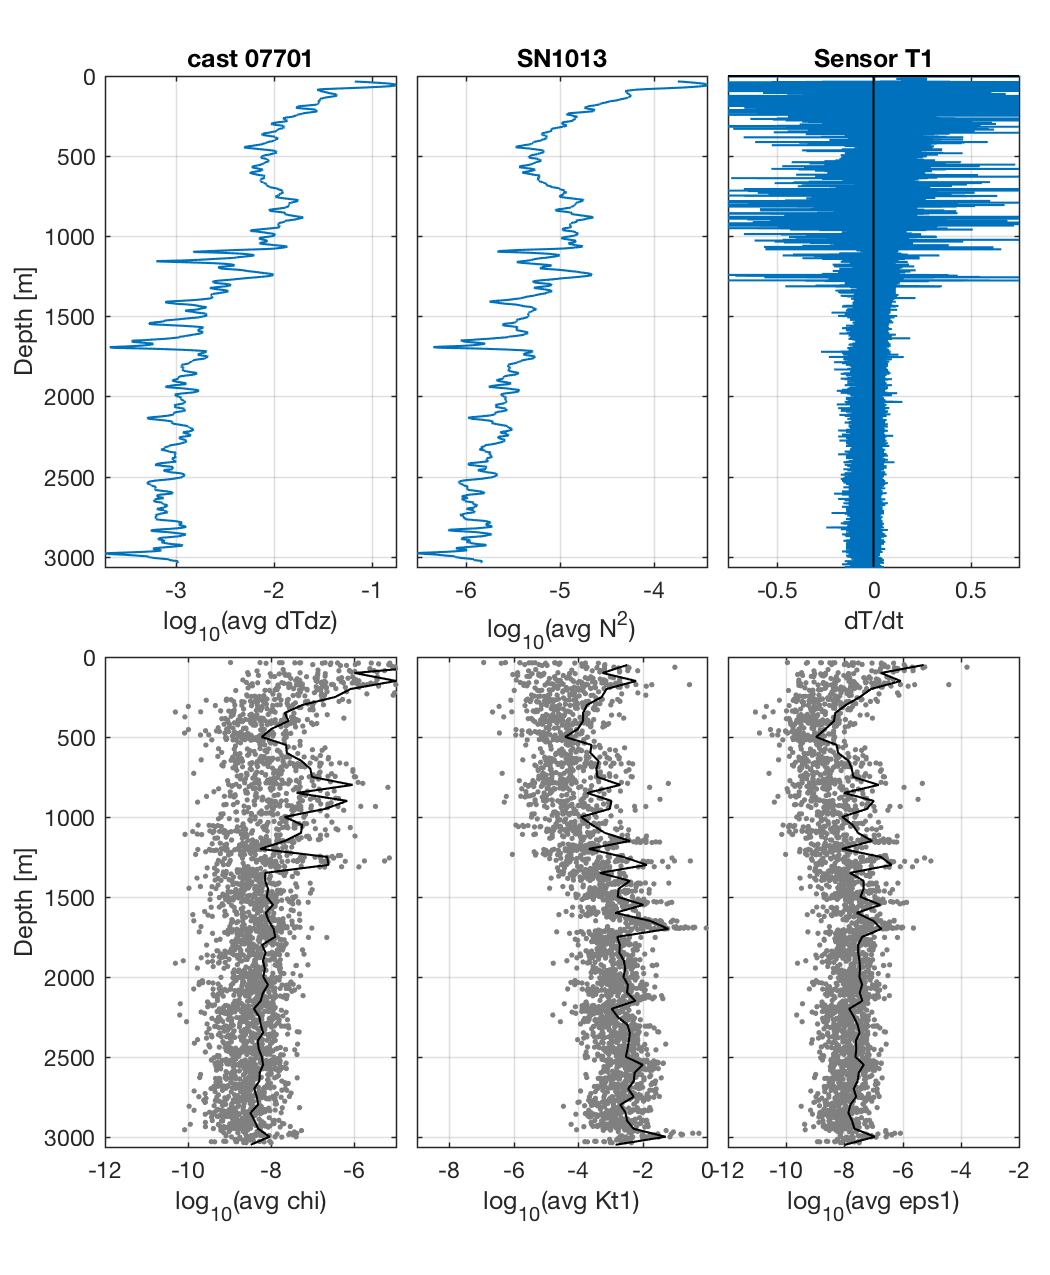 cast 07701 SN1013 Sensor T1
0
500
1000
1500
2000
2500
3000
Depth [m]
-3 -2 -1 -6 -5 -4 -0.5 0 0.5
log10(avg dTdz) log10(avg N2) dT/dt
0
500
1000
1500
2000
2500
3000
Depth [m]
-12 -10 -8 -6 -8 -6 -4 -2 0 -12 -10 -8 -6 -4 -2
log10(avg chi) log10(avg Kt1) log10(avg eps1)